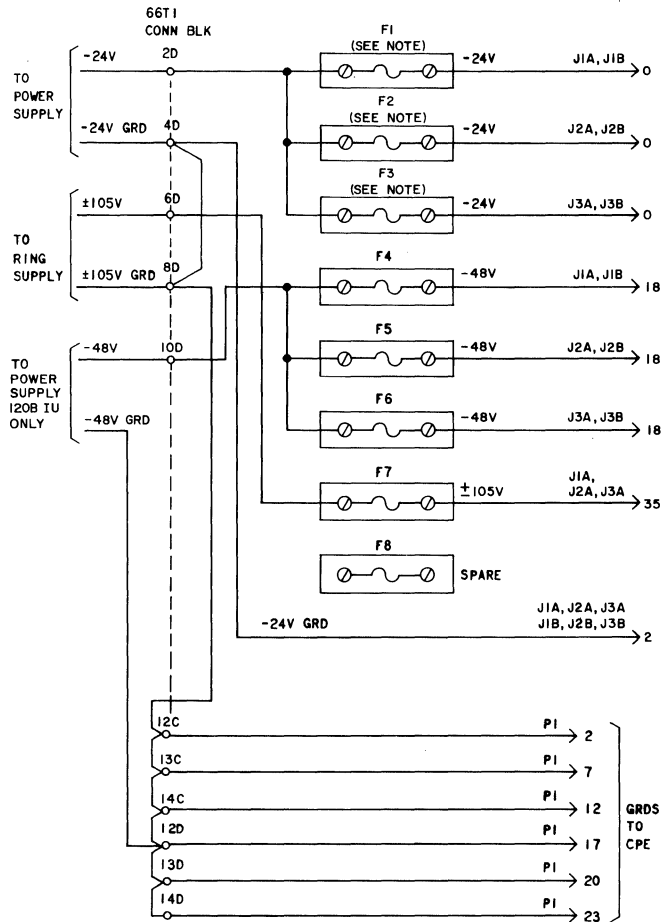 66T1
CONN BLK
2D
-24V
TO
POWER
SUPPLY
-24V GRD
4D
±105V
6D
TO
RING
SUPPLY
±105V GRD
8D
-48V
10D
TO
POWER
SUPPLY
120B IU
ONLY
-48V GRD
F1
(SEE NOTE)
-24V
J1A, J1B
0
F2
(SEE NOTE)
-24V
J2A, J2B
0
F3
(SEE NOTE)
-24V
J3A, J3B
0
F4
-48V
J1A, J1B
18
F5
-48V
J2A, J2B
18
F6
-48V
J3A, J3B
18
F7
±105V
J1A,
J2A, J3A
35
F8
SPARE
-24V GRD
J1A, J2A, J3A
J1B, J2B, J3B
2
12C
P1
2
13C
P1
7
14C
P1
12
12D
P1
17
13D
P1
20
14D
P1
23
GRDS
TO
CPE